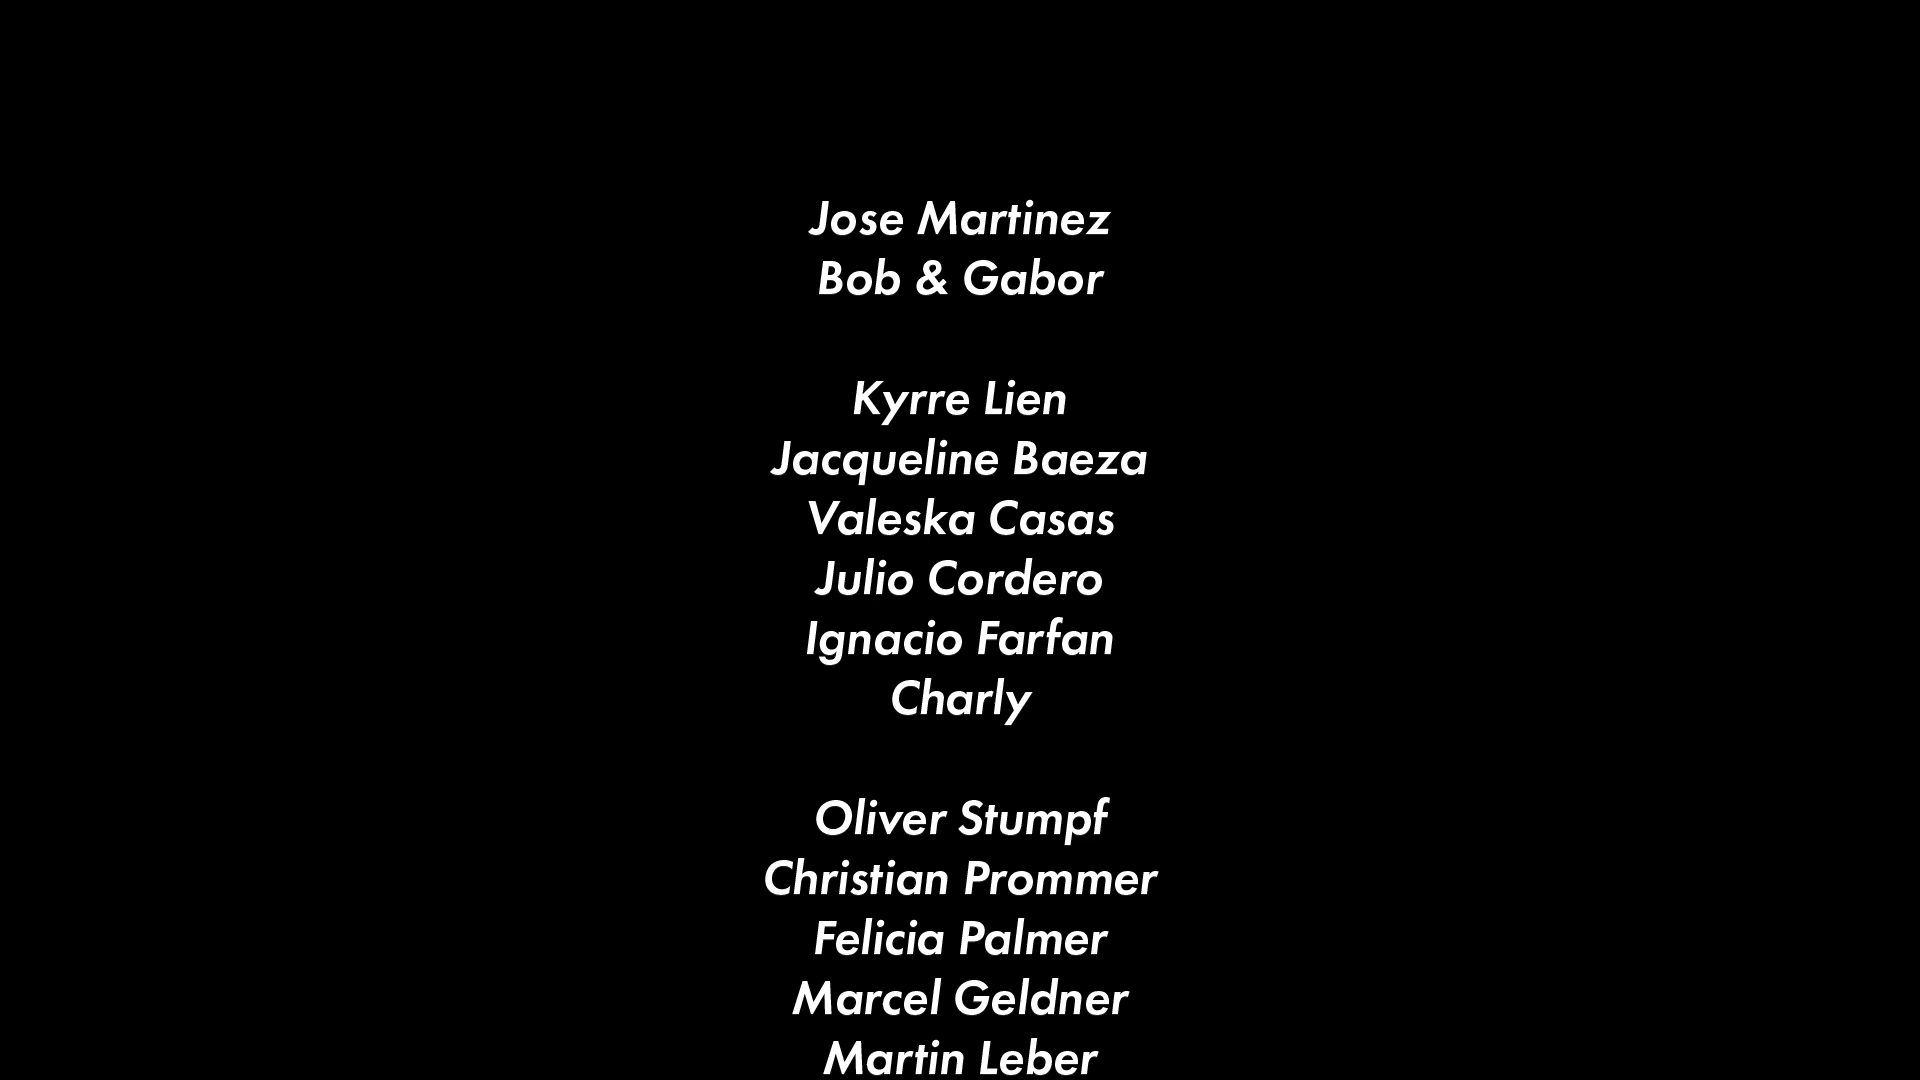 Jose Martinez
Bob & Gabor
Kyrre Lien
Jacqueline Baeza
Valeska Casas
Julio Cordero
Ignacio Farfan
Charly
Oliver Stumpf
Christian Prommer
Felicia Palmer
Marcel Geldner
Martin Leber